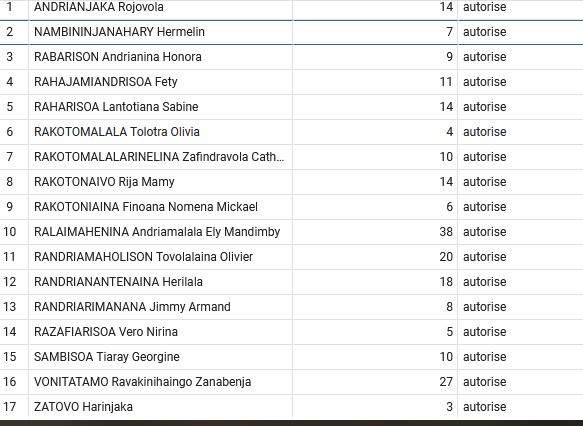 1 ANDRIANJAKA Rojovola 14 autorise
2 NAMBININJANAHARY Hermelin 7 autorise
3 RABARISON Andrianina Honora 9 autorise
4 RAHAJAMIANDRISOA Fety 11 autorise
5 RAHARISOA Lantotiana Sabine 14 autorise
6 RAKOTOMALALA Tolotra Olivia 4 autorise
7 RAKOTOMALALARINELINA Zafindravola Cath... 10 autorise
8 RAKOTONAIVO Rija Mamy 14 autorise
9 RAKOTONIAINA Finoana Nomena Mickael 6 autorise
10 RALAIMAHENINA Andriamalala Ely Mandimby 38 autorise
11 RANDRIAMAHOLISON Tovolalaina Olivier 20 autorise
12 RANDRIANANTENAINA Herilala 18 autorise
13 RANDRIARIMANANA Jimmy Armand 8 autorise
14 RAZAFIARISOA Vero Nirina 5 autorise
15 SAMBISOA Tiaray Georgine 10 autorise
16 VONITATAMO Ravakinihaingo Zanabenja 27 autorise
17 ZATOVO Harinjaka 3 autorise